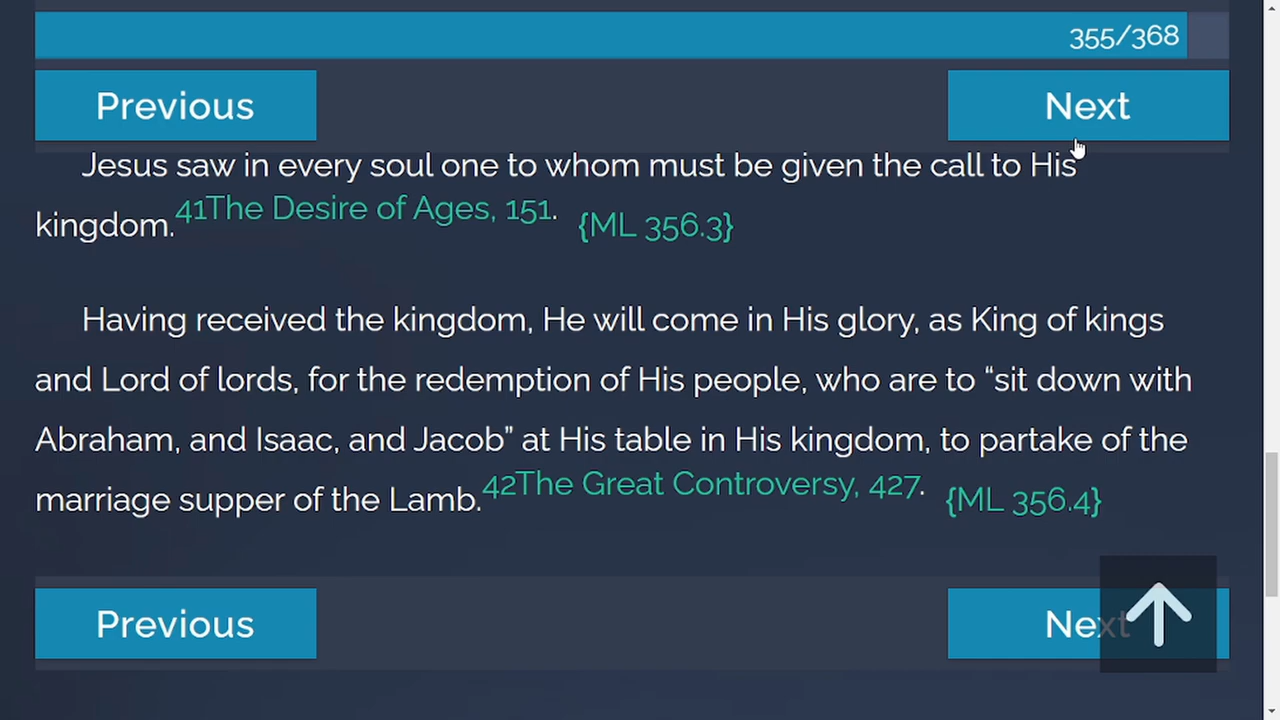 355/368
Previous
Next
Jesus saw in every soul one to whom must be given the call to His
kingdom.41The Desire of Ages, 151. {ML 356.3}
Having received the kingdom, He will come in His glory, as King of kings
and Lord of lords, for the redemption of His people, who are to “sit down with
Abraham, and Isaac, and Jacob” at His table in His kingdom, to partake of the
marriage supper of the Lamb.42The Great Controversy, 427. {ML 356.4}
Previous
Next